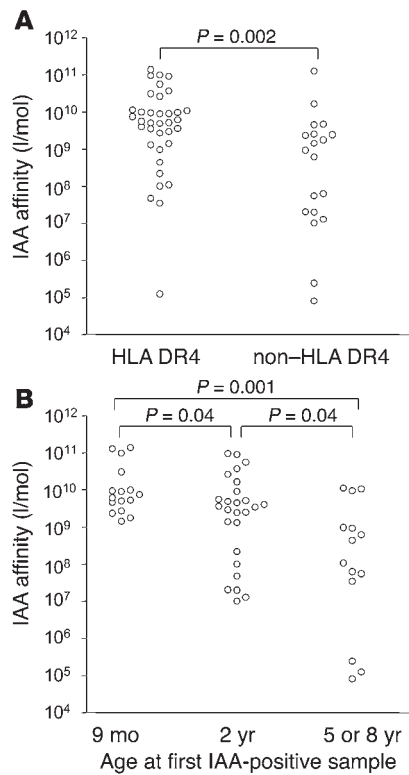 A
P = 0.002
IAA affinity (l/mol)
10¹²
10¹¹
10¹⁰
10⁹
10⁸
10⁷
10⁶
10⁵
10⁴
HLA DR4 non–HLA DR4
B
P = 0.001
P = 0.04 P = 0.04
IAA affinity (l/mol)
10¹²
10¹¹
10¹⁰
10⁹
10⁸
10⁷
10⁶
10⁵
10⁴
9 mo 2 yr 5 or 8 yr
Age at first IAA-positive sample